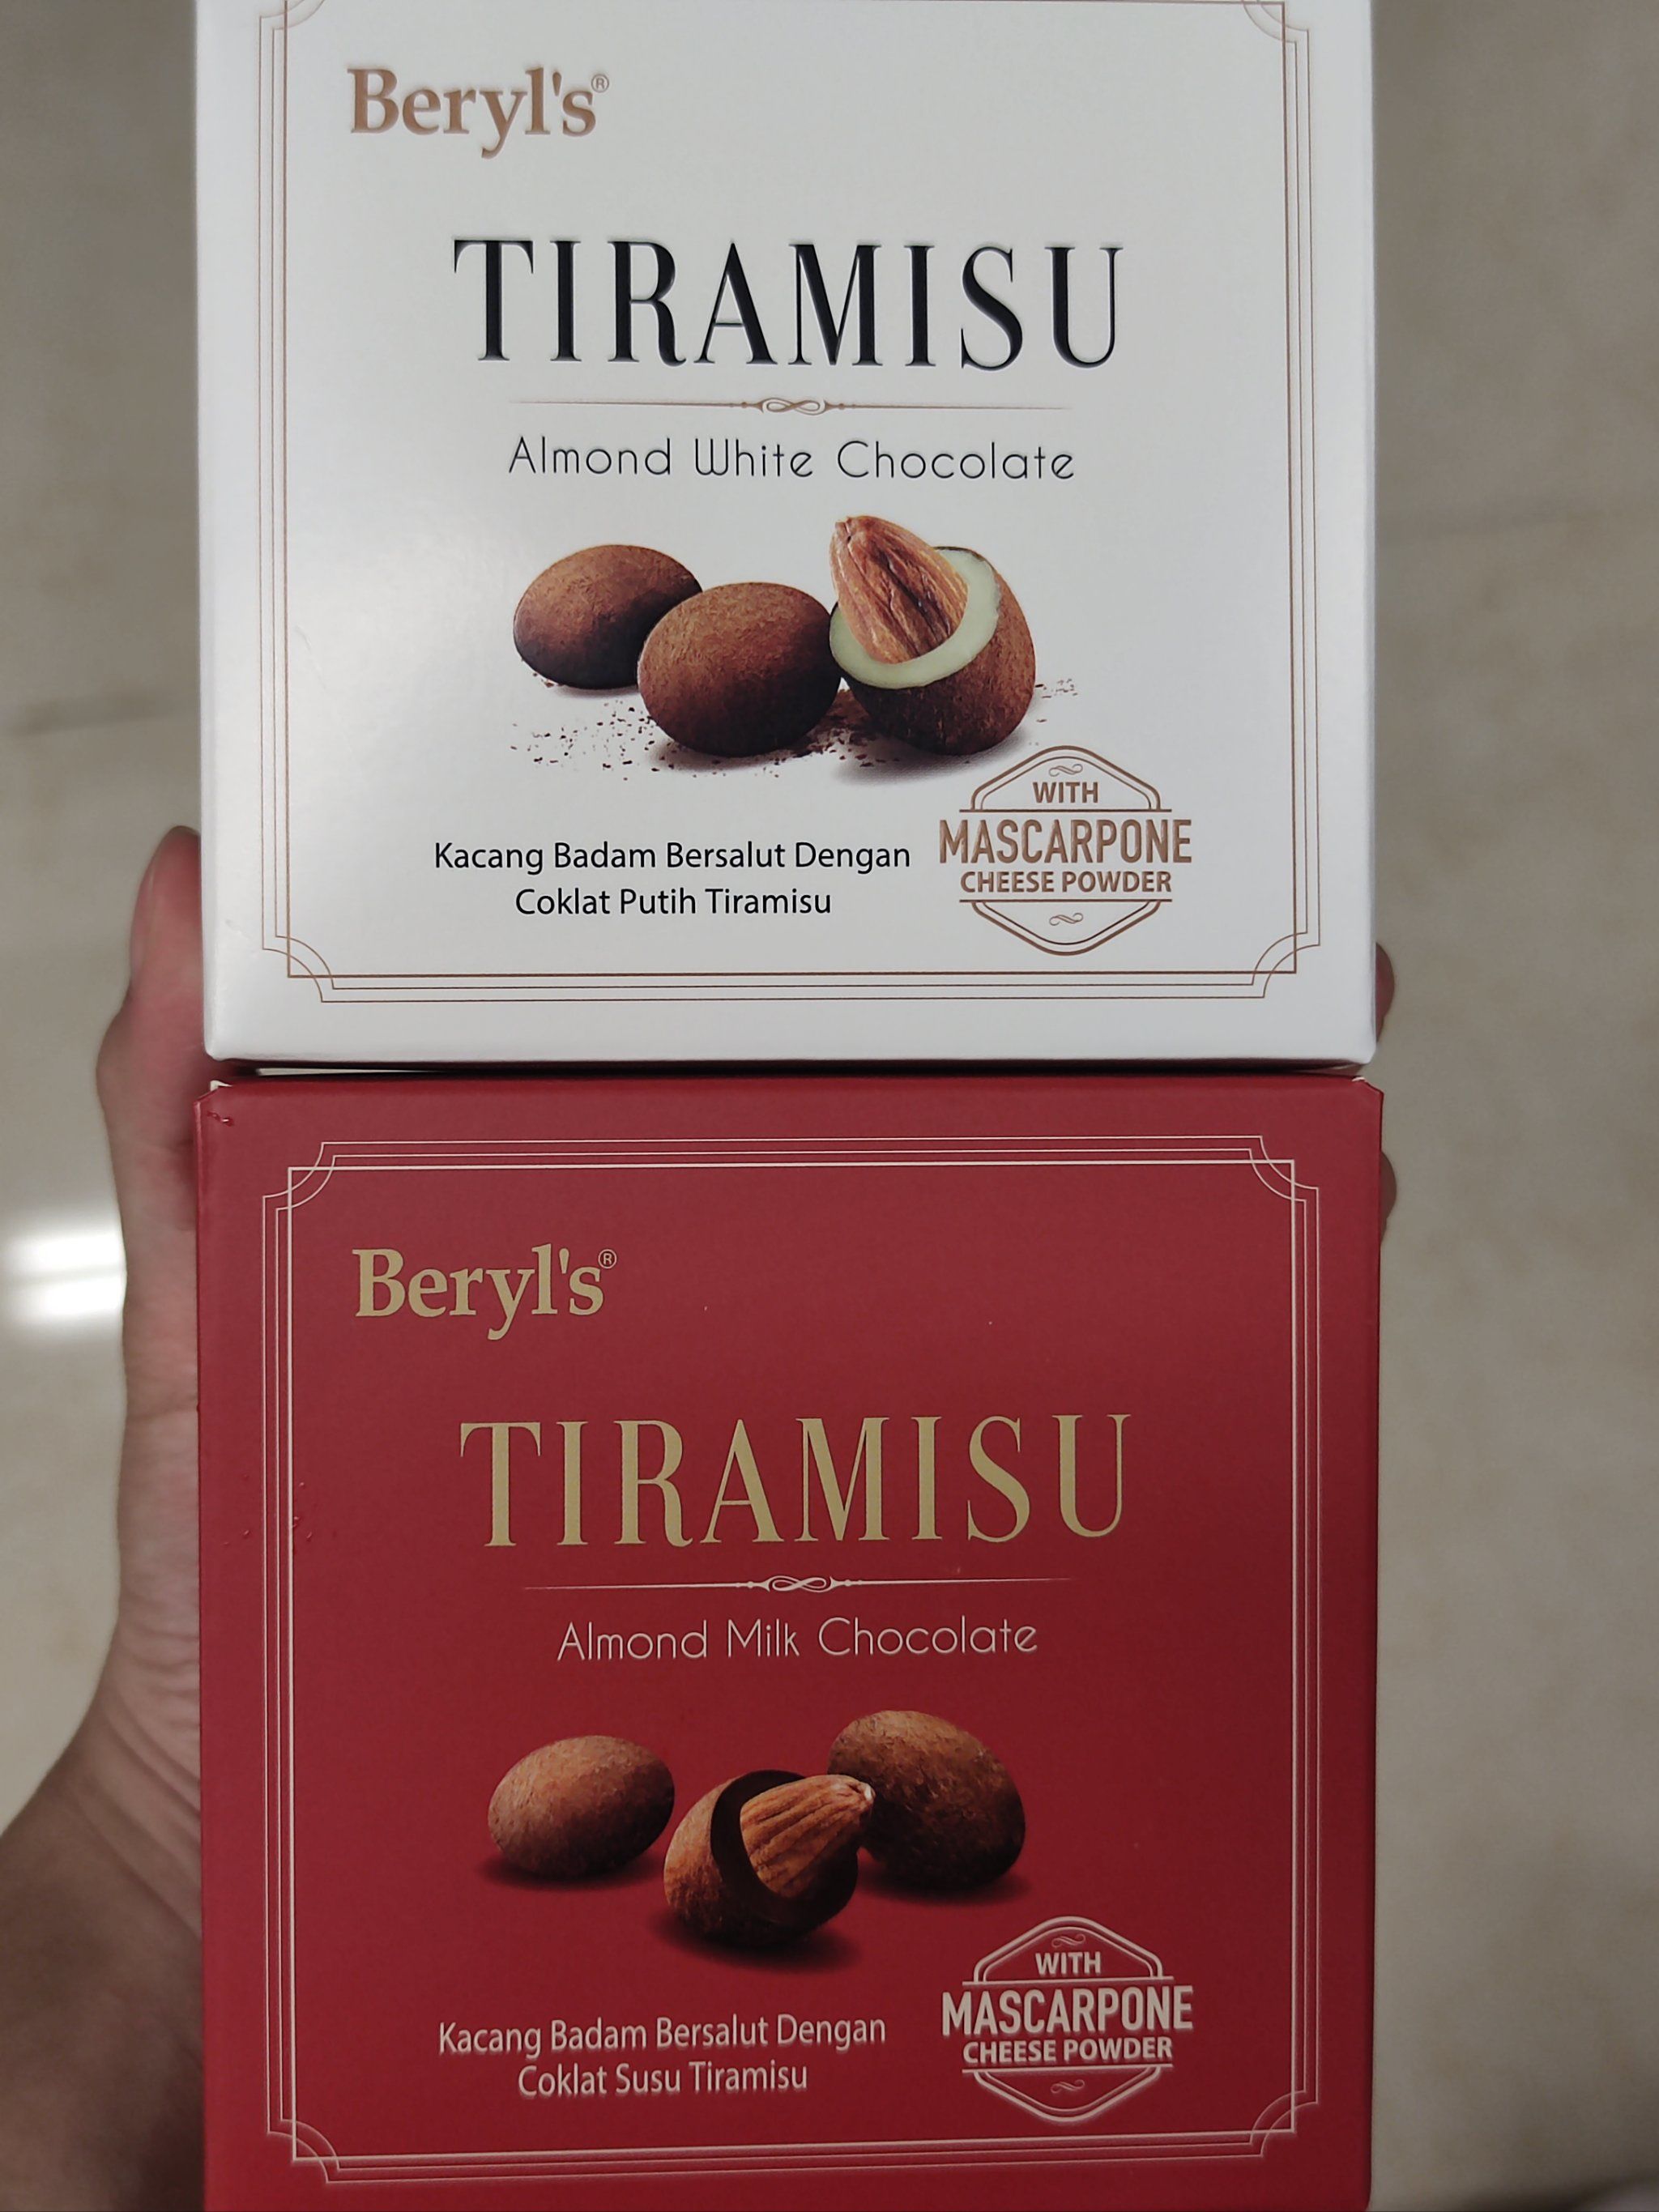 Beryl's®
TIRAMISU
Almond White Chocolate
Kacang Badam Bersalut Dengan
Coklat Putih Tiramisu
WITH
MASCARPONE
CHEESE POWDER
Beryl's®
TIRAMISU
Almond Milk Chocolate
Kacang Badam Bersalut Dengan
Coklat Susu Tiramisu
WITH
MASCARPONE
CHEESE POWDER